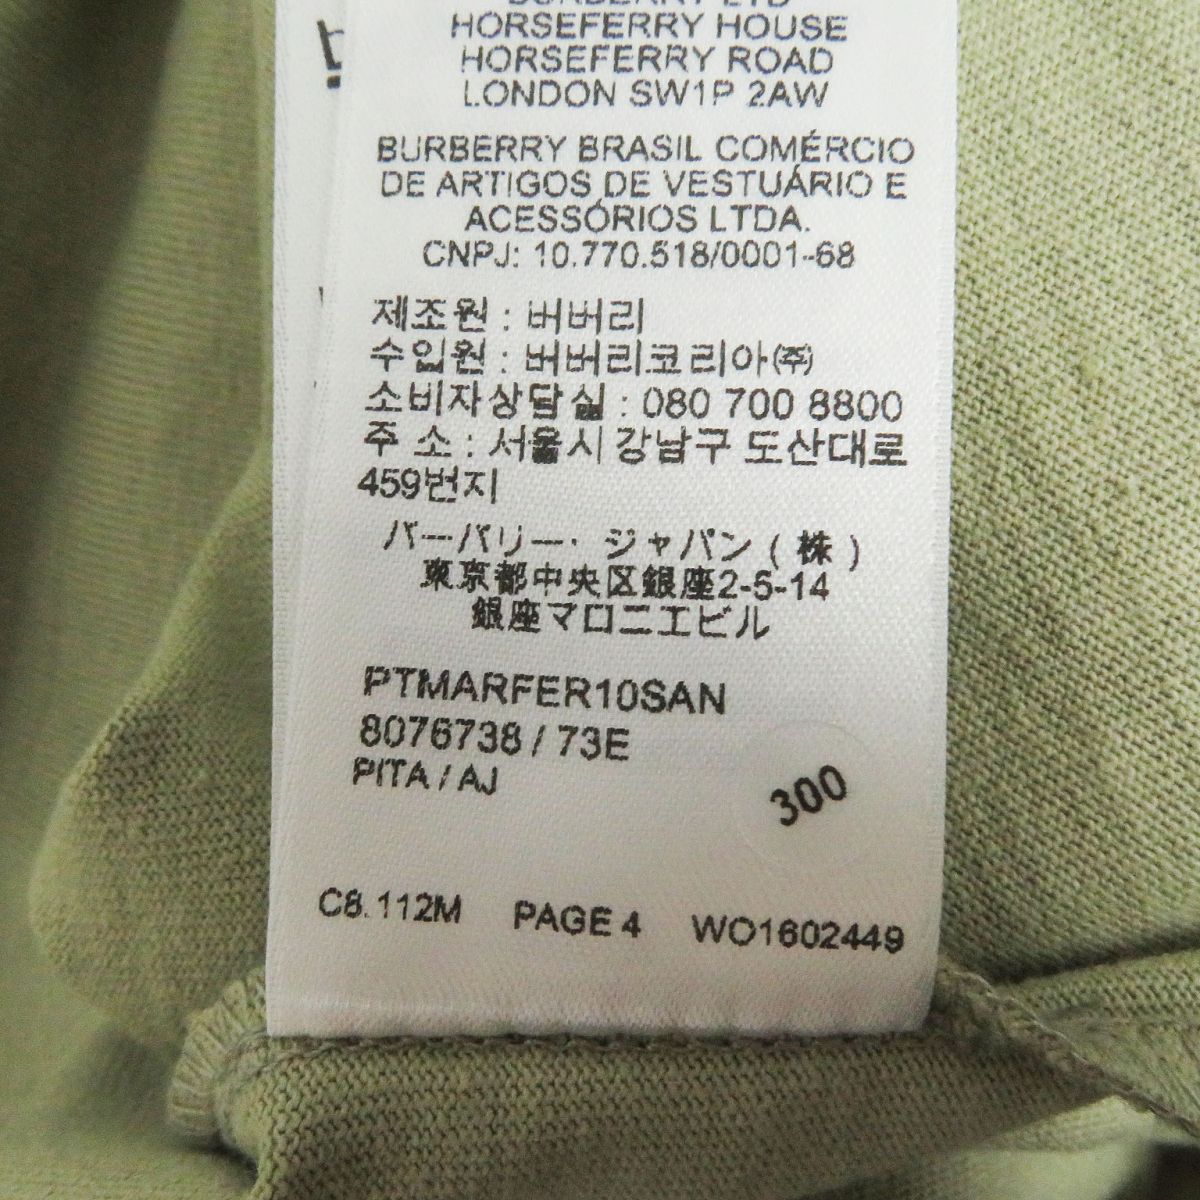 BURBERRY LTD
HORSEFERRY HOUSE
HORSEFERRY ROAD
LONDON SW1P 2AW
BURBERRY BRASIL COMÉRCIO
DE ARTIGOS DE VESTUÁRIO E
ACESSÓRIOS LTDA.
CNPJ: 10.770.518/0001-68
제조원 : 버버리
수입원 : 버버리코리아㈜
소비자상담실 : 080 700 8800
주 소 : 서울시 강남구 도산대로
459번지
バーバリー・ジャパン ( 株 )
東京都中央区銀座2-5-14
銀座マロニエビル
PTMARFER10SAN
8076738 / 73E
PITA / AJ
300
C8. 112M PAGE 4 WO1602449